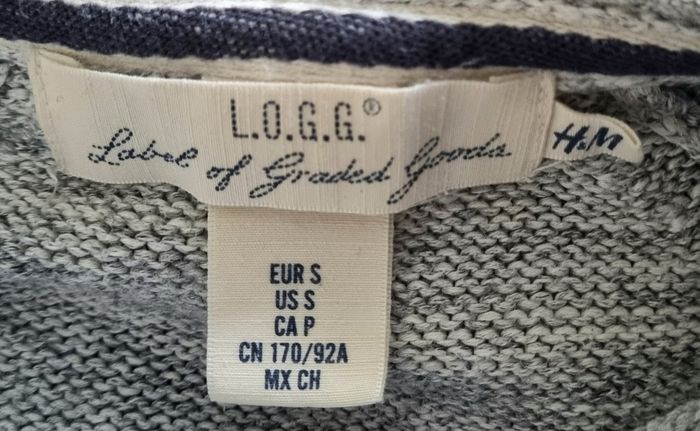 L.O.G.G.®
Label of Graded Goods
H&M
EUR S
US S
CA P
CN 170/92A
MX CH